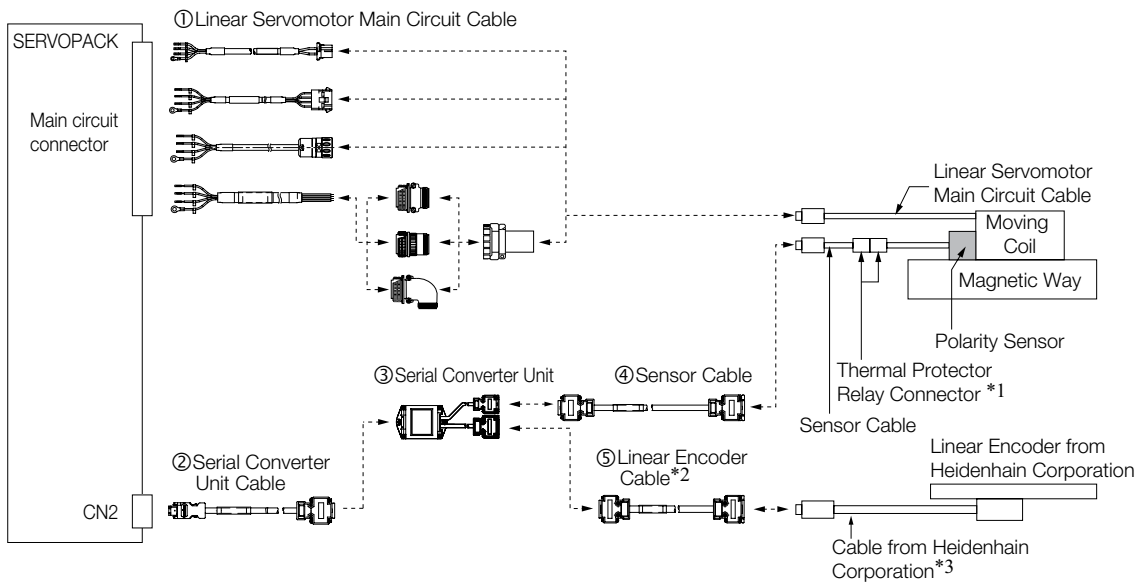 ①Linear Servomotor Main Circuit Cable
SERVOPACK
Main circuit
connector
Linear Servomotor
Main Circuit Cable
Moving
Coil
Magnetic Way
Polarity Sensor
Thermal Protector
Relay Connector *1
Sensor Cable
③Serial Converter Unit
④Sensor Cable
②Serial Converter
Unit Cable
⑤Linear Encoder
Cable*2
Linear Encoder from
Heidenhain Corporation
CN2
Cable from Heidenhain
Corporation*3